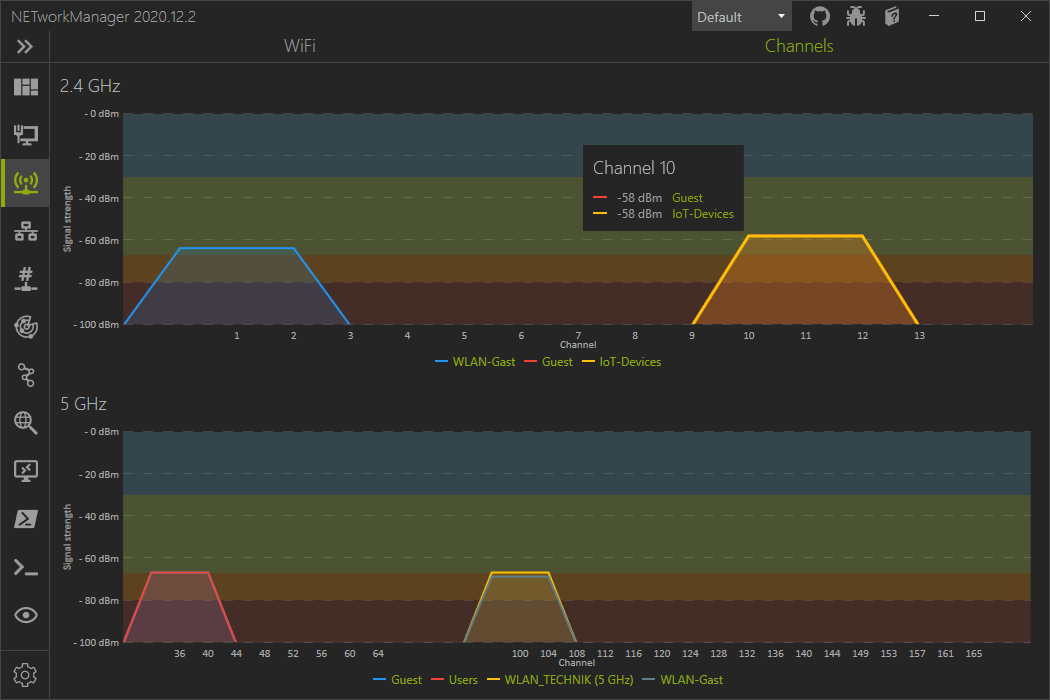 NETworkManager 2020.12.2
Default
WiFi
Channels
2.4 GHz
- 0 dBm
- 20 dBm
- 40 dBm
- 60 dBm
- 80 dBm
- 100 dBm
Signal strength
Channel 10
-58 dBm Guest
-58 dBm IoT-Devices
1 2 3 4 5 6 7 8 9 10 11 12 13
Channel
WLAN-Gast Guest IoT-Devices
5 GHz
- 0 dBm
- 20 dBm
- 40 dBm
- 60 dBm
- 80 dBm
- 100 dBm
Signal strength
36 40 44 48 52 56 60 64 100 104 108 112 116 120 124 128 132 136 140 144 149 153 157 161 165
Channel
Guest Users WLAN_TECHNIK (5 GHz) WLAN-Gast